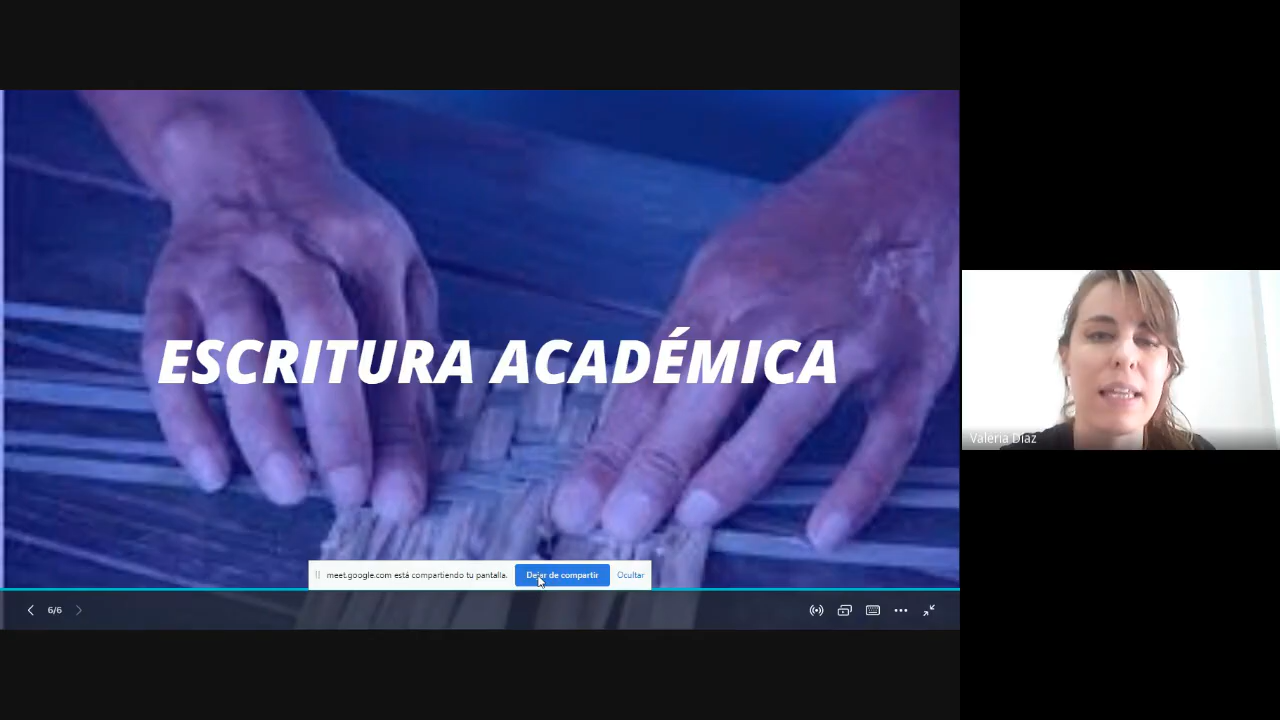 ESCRITURA ACADÉMICA
Valeria Díaz
meet.google.com está compartiendo tu pantalla.
Dejar de compartir
Ocultar
6/6